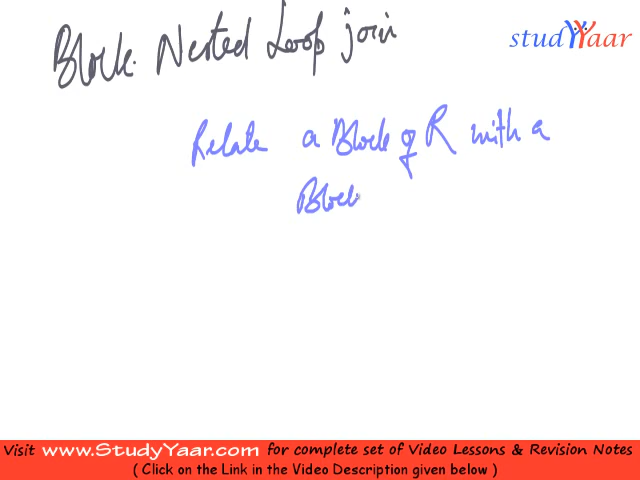 Block Nested Loop join
studYYaar
Relate a Block of R with a
Block
Visit www.StudyYaar.com for complete set of Video Lessons & Revision Notes
( Click on the Link in the Video Description given below )